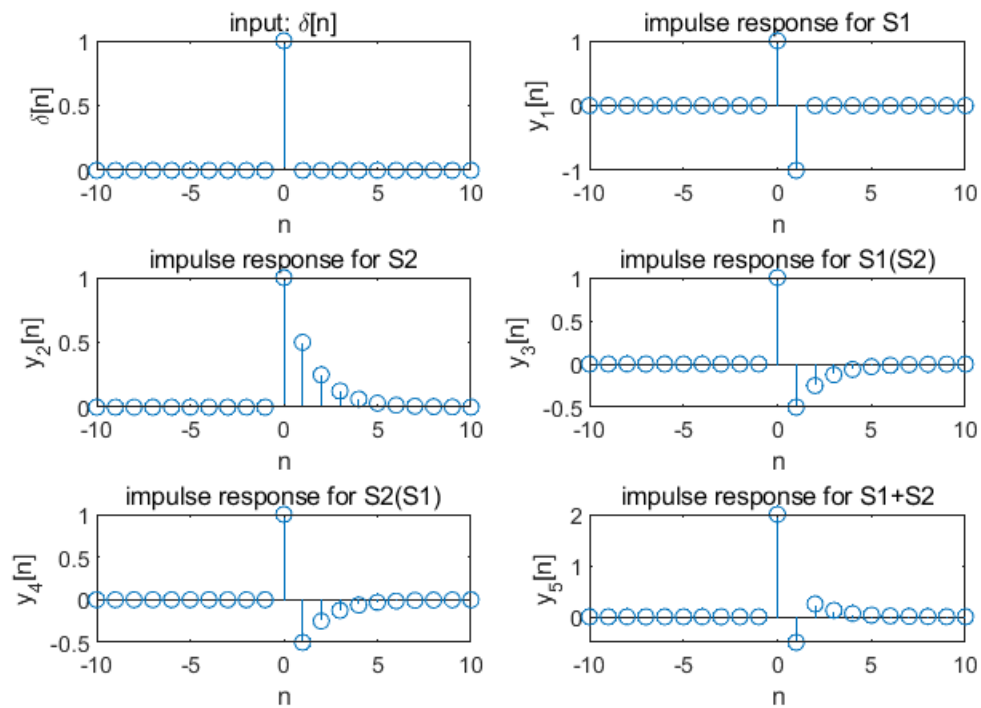 input: δ[n]
1
0.5
0
δ[n]
-10
-5
0
5
10
n
impulse response for S1
1
0
-1
y1[n]
-10
-5
0
5
10
n
impulse response for S2
1
0.5
0
y2[n]
-10
-5
0
5
10
n
impulse response for S1(S2)
1
0.5
0
-0.5
y3[n]
-10
-5
0
5
10
n
impulse response for S2(S1)
1
0.5
0
-0.5
y4[n]
-10
-5
0
5
10
n
impulse response for S1+S2
2
1
0
y5[n]
-10
-5
0
5
10
n